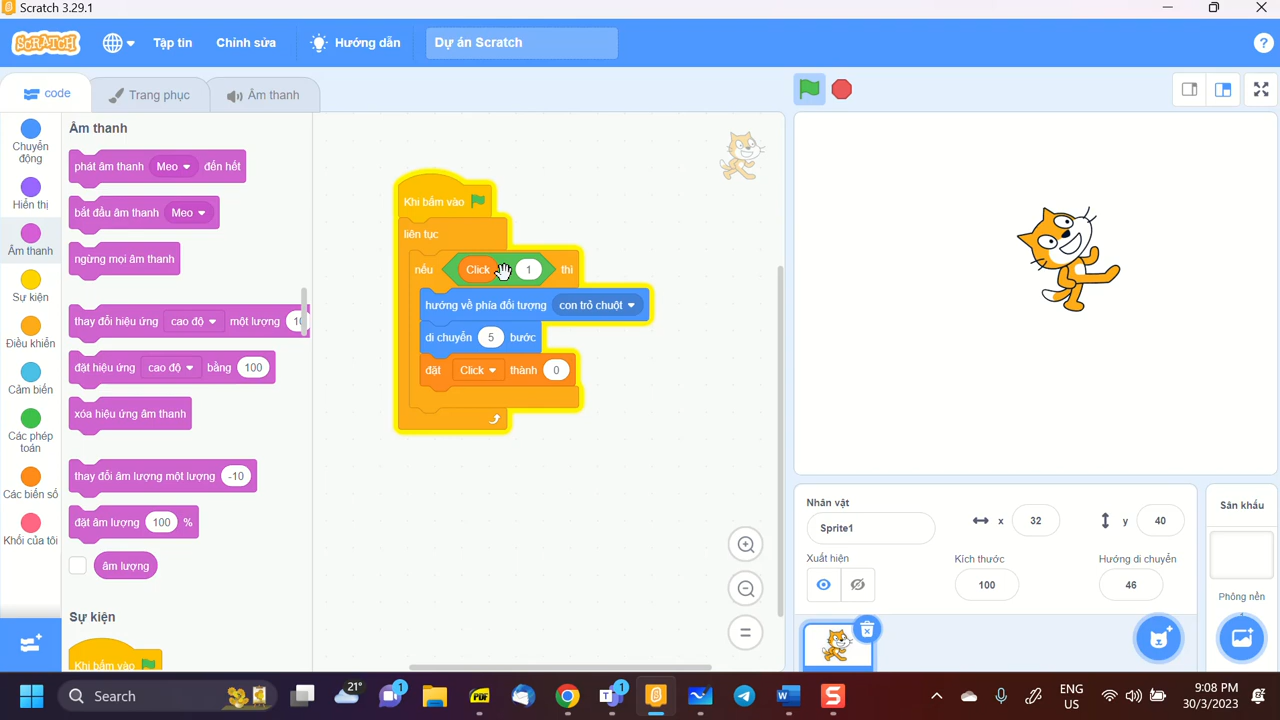 Scratch 3.29.1
SCRATCH
Tập tin
Chỉnh sửa
Hướng dẫn
Dự án Scratch
?
code
Trang phục
Âm thanh
Chuyển động
Hiển thị
Âm thanh
Sự kiện
Điều khiển
Cảm biến
Các phép toán
Các biến số
Khối của tôi
Âm thanh
phát âm thanh Meo đến hết
bắt đầu âm thanh Meo
ngừng mọi âm thanh
thay đổi hiệu ứng cao độ một lượng 10
đặt hiệu ứng cao độ bằng 100
xóa hiệu ứng âm thanh
thay đổi âm lượng một lượng -10
đặt âm lượng 100 %
âm lượng
Sự kiện
Khi bấm vào
Khi bấm vào
liên tục
nếu Click 1 thì
hướng về phía đối tượng con trỏ chuột
di chuyển 5 bước
đặt Click thành 0
Nhân vật
Sprite1
x 32
y 40
Xuất hiện
Kích thước
100
Hướng di chuyển
46
Sân khấu
Phông nền
Search
21°
1
PDF
1
ENG
US
9:08 PM
30/3/2023